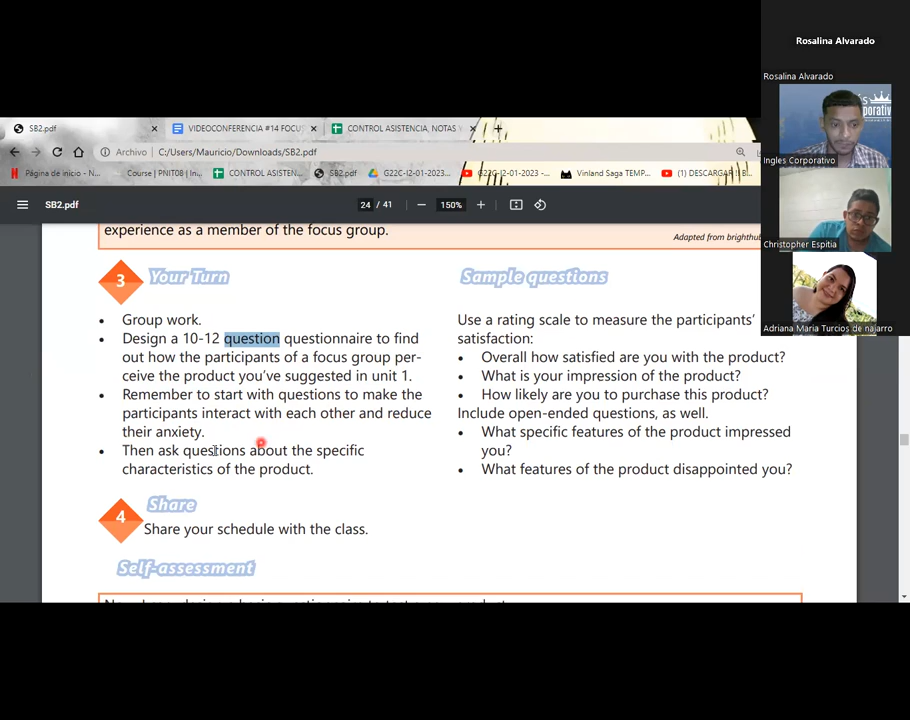 Rosalina Alvarado
Rosalina Alvarado
Ingles Corporativo
Christopher Espitia
Adriana Maria Turcios de najarro
SB2.pdf
VIDEOCONFERENCIA #14 FOCUS
CONTROL ASISTENCIA, NOTAS
Archivo | C:/Users/Mauricio/Downloads/SB2.pdf
Página de inicio - N...
Course | PNIT08 | In...
CONTROL ASISTEN...
SB2.pdf
G22C-I2-01-2023...
G22C-I2-01-2023 -...
Vinland Saga TEMP...
(1) DESCARGAR
SB2.pdf
24 / 41
150%
experience as a member of the focus group.
Adapted from brighthu
3 Your Turn
• Group work.
• Design a 10-12 question questionnaire to find
out how the participants of a focus group per-
ceive the product you’ve suggested in unit 1.
• Remember to start with questions to make the
participants interact with each other and reduce
their anxiety.
• Then ask questions about the specific
characteristics of the product.
Sample questions
Use a rating scale to measure the participants’
satisfaction:
• Overall how satisfied are you with the product?
• What is your impression of the product?
• How likely are you to purchase this product?
Include open-ended questions, as well.
• What specific features of the product impressed
you?
• What features of the product disappointed you?
4 Share
Share your schedule with the class.
Self-assessment